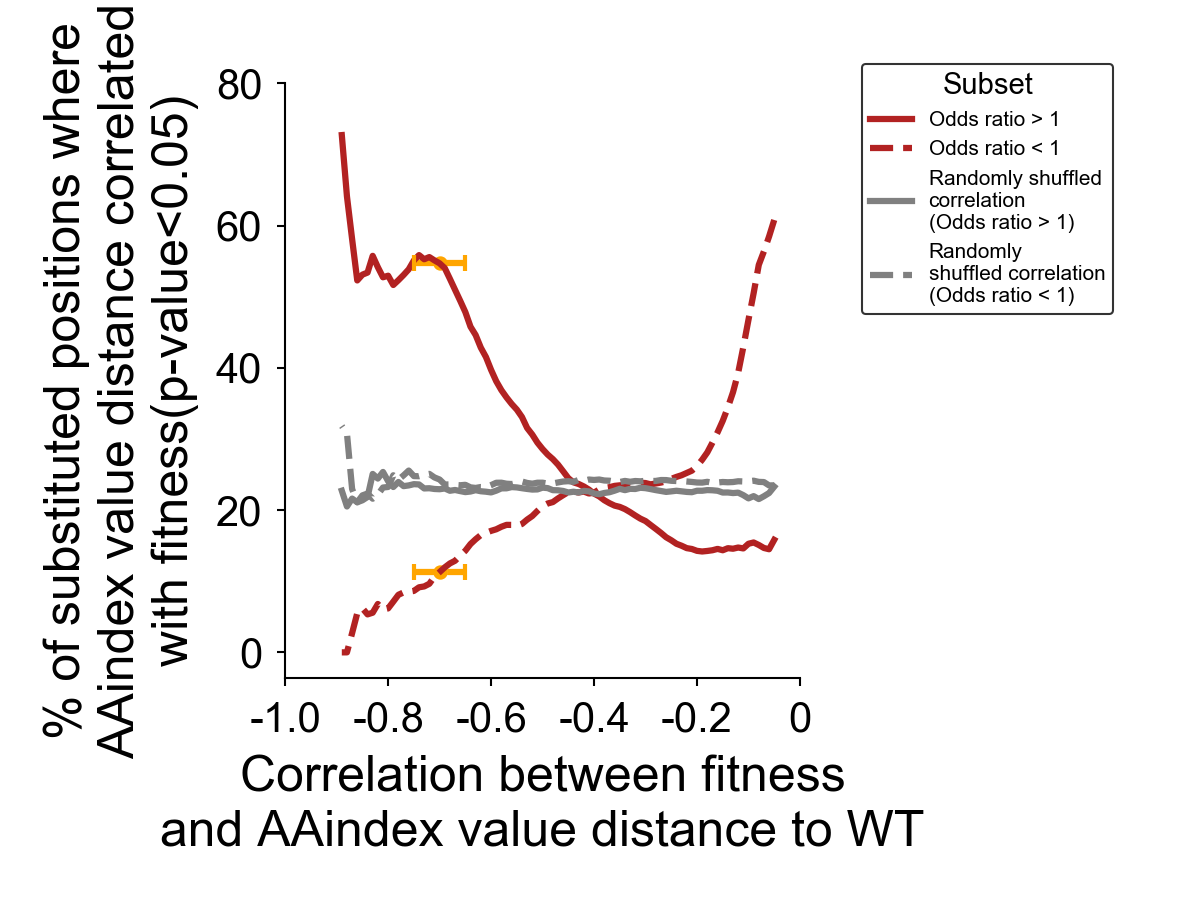 % of substituted positions where
AAindex value distance correlated
with fitness(p-value<0.05)
80
60
40
20
0
-1.0
-0.8
-0.6
-0.4
-0.2
0
Correlation between fitness
and AAindex value distance to WT
Subset
Odds ratio > 1
Odds ratio < 1
Randomly shuffled
correlation
(Odds ratio > 1)
Randomly
shuffled correlation
(Odds ratio < 1)